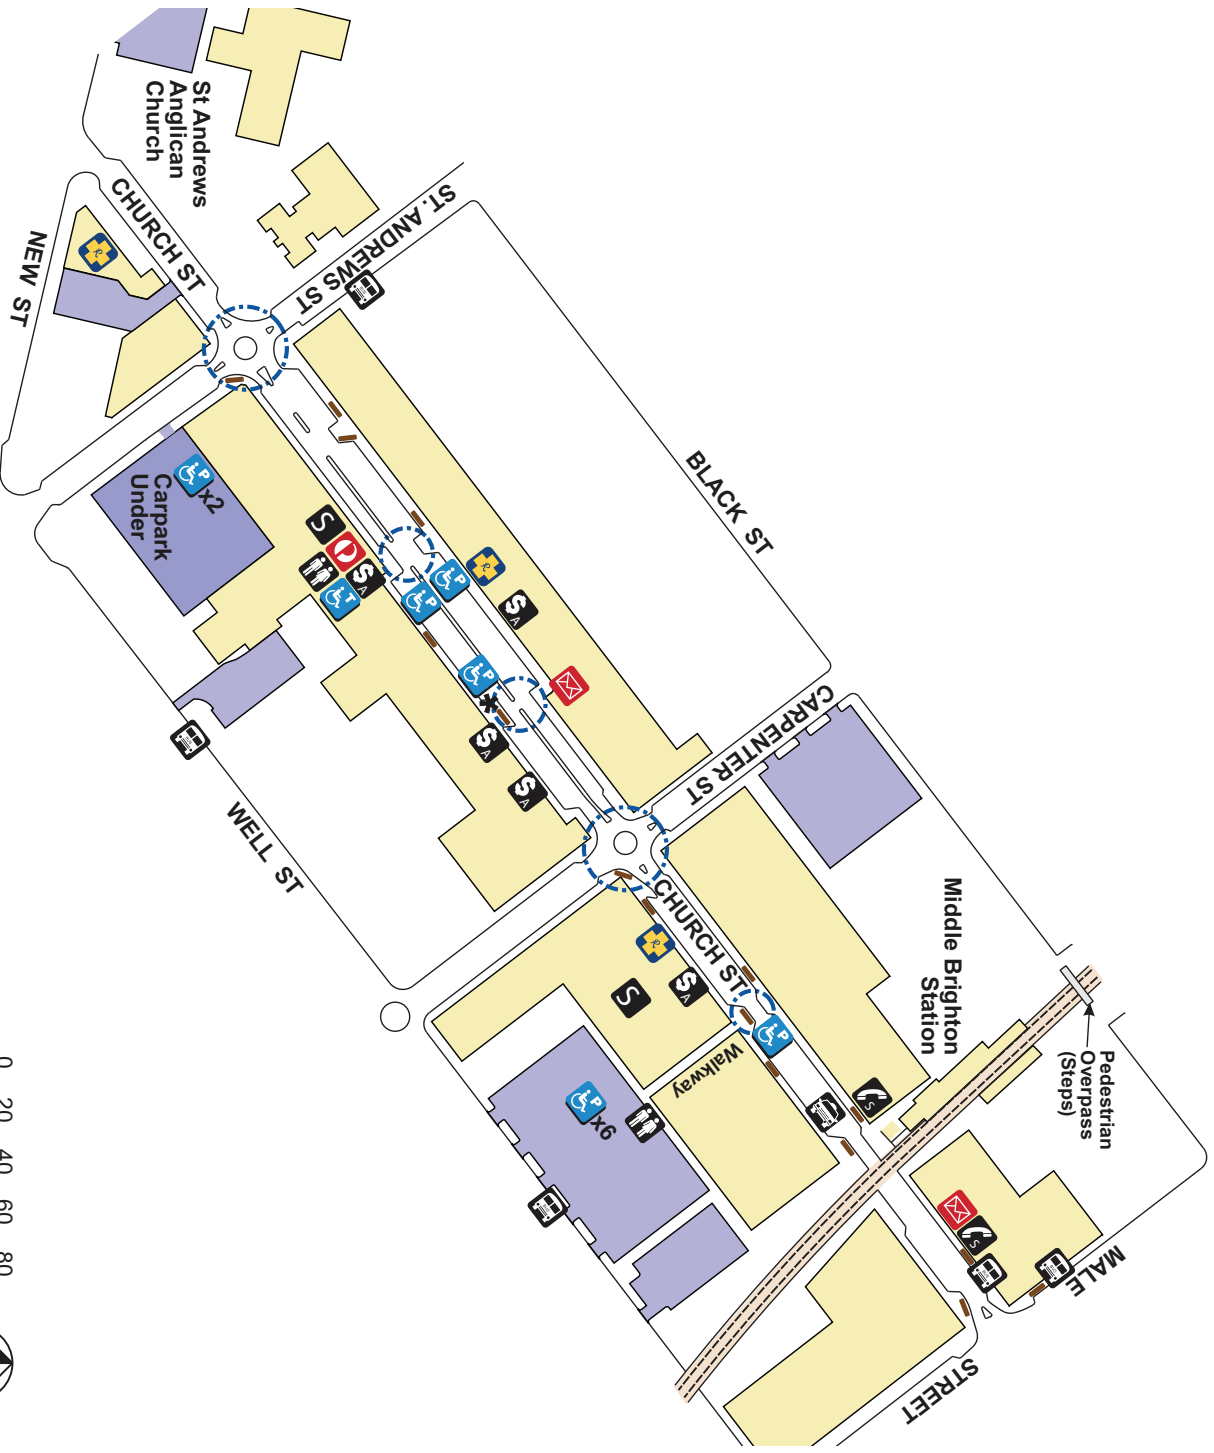 St Andrews
Anglican
Church
CHURCH ST
NEW ST
ST. ANDREWS ST
BLACK ST
x2
Carpark
Under
S
$A
T
P
P
$A
P
*
$A
$A
WELL ST
CARPENTER ST
CHURCH ST
Middle Brighton
Station
Pedestrian
Overpass
(Steps)
$A
S
P
Walkway
P
x6
S
S
MALE
STREET
0 20 40 60 80